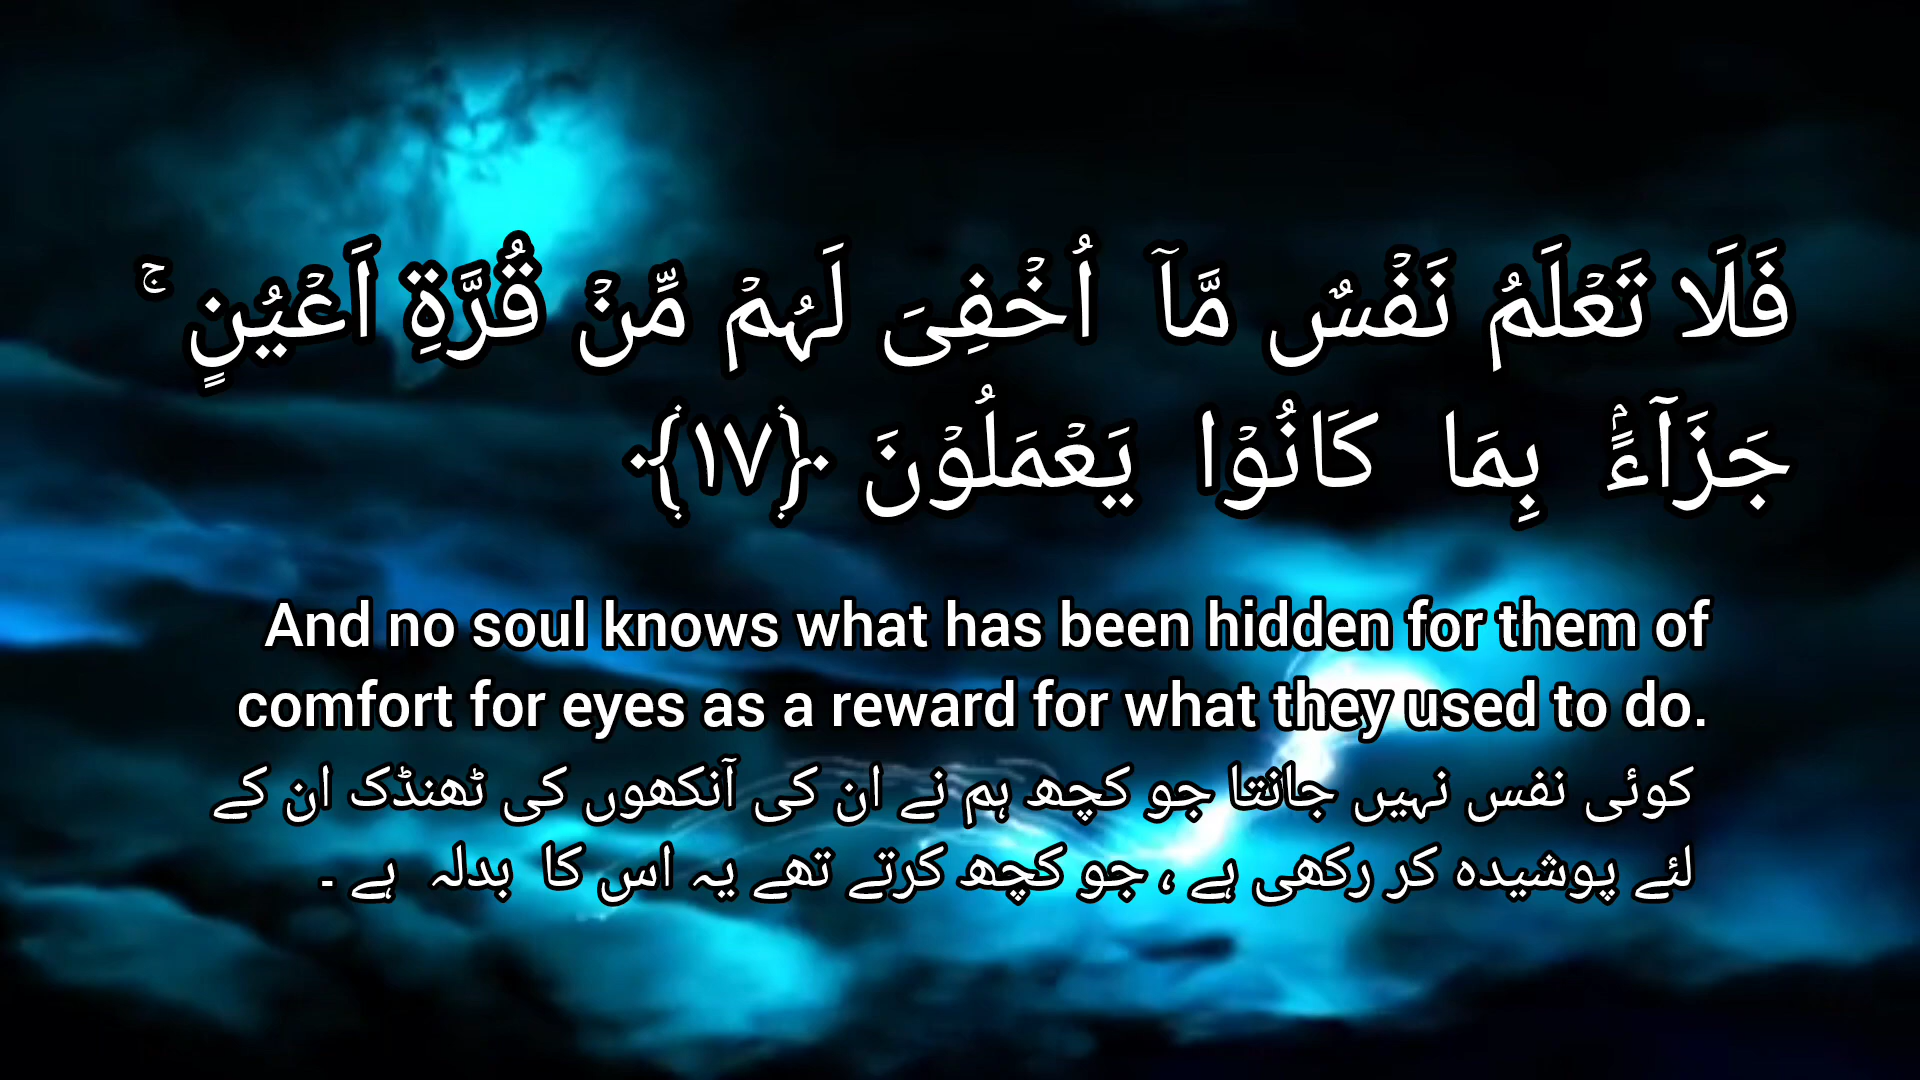 فَلَا تَعۡلَمُ نَفۡسٌ مَّاۤ اُخۡفِیَ لَہُمۡ مِّنۡ قُرَّۃِ اَعۡیُنٍ ۚ
جَزَآءًۢ بِمَا کَانُوۡا یَعۡمَلُوۡنَ ﴿۱۷﴾
And no soul knows what has been hidden for them of
comfort for eyes as a reward for what they used to do.
کوئی نفس نہیں جانتا جو کچھ ہم نے ان کی آنکھوں کی ٹھنڈک ان کے
لئے پوشیدہ کر رکھی ہے ، جو کچھ کرتے تھے یہ اس کا بدلہ ہے ۔